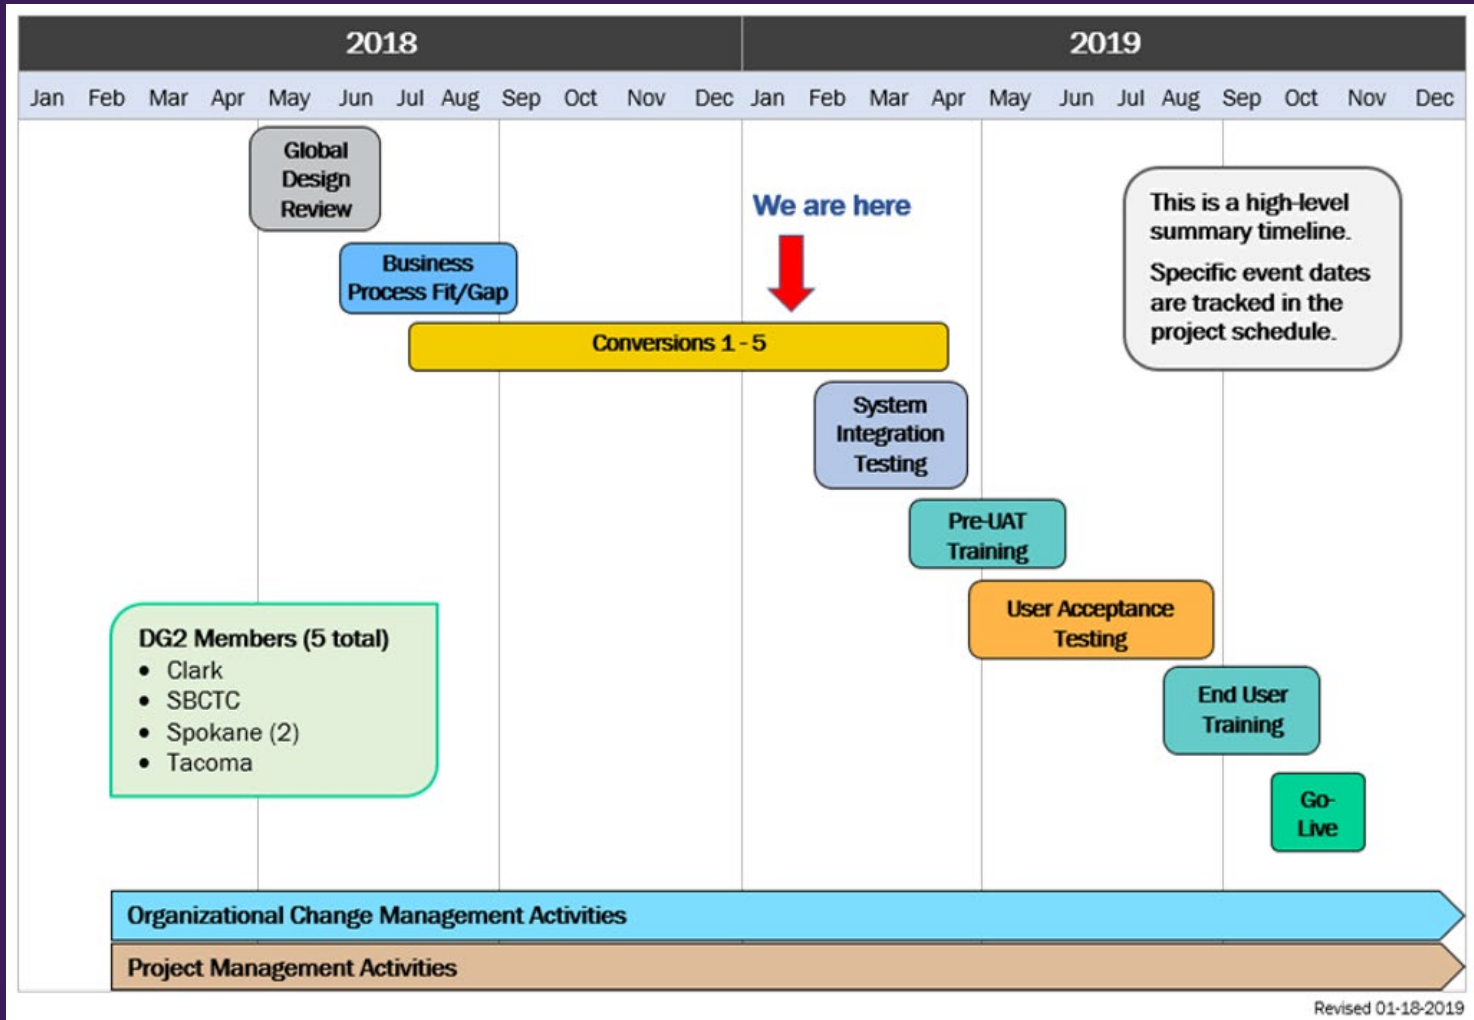 2018 2019
Jan Feb Mar Apr May Jun Jul Aug Sep Oct Nov Dec Jan Feb Mar Apr May Jun Jul Aug Sep Oct Nov Dec
Global
Design
Review
This is a high-level
summary timeline.
Specific event dates
are tracked in the
project schedule.
We are here
Business
Process Fit/Gap
Conversions 1 - 5
System
Integration
Testing
Pre-UAT
Training
User Acceptance
Testing
DG2 Members (5 total)
• Clark
• SBCTC
• Spokane (2)
• Tacoma
End User
Training
Go-
Live
Organizational Change Management Activities
Project Management Activities
Revised 01-18-2019